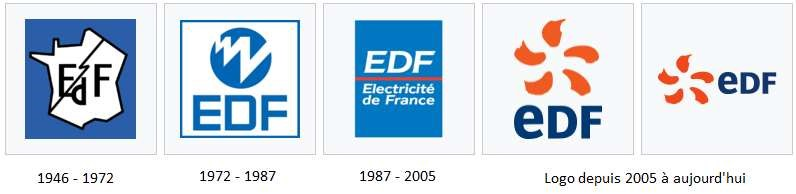 EdF
EDF
EDF
Electricité
de France
eDF
eDF
1946 - 1972
1972 - 1987
1987 - 2005
Logo depuis 2005 à aujourd'hui